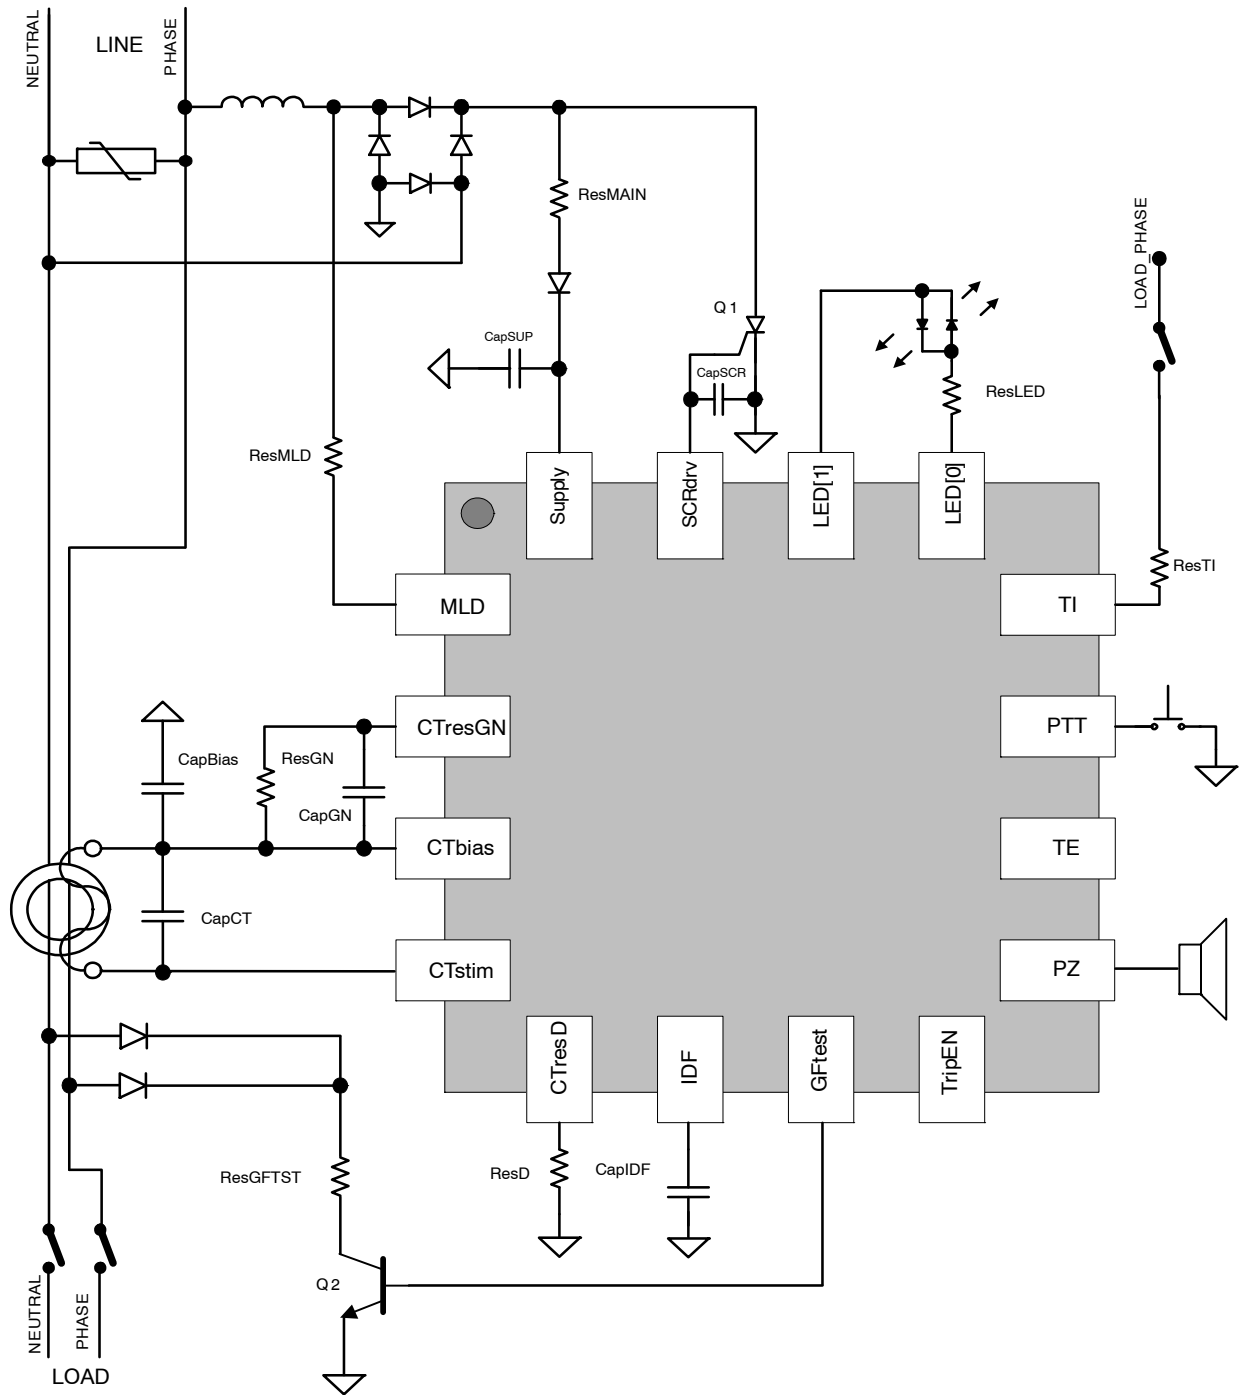 NEUTRAL
LINE
PHASE
ResMAIN
LOAD_PHASE
Q1
CapSUP
CapSCR
ResLED
ResMLD
Supply
SCRdrv
LED[1]
LED[0]
ResTI
MLD
TI
CTresGN
PTT
CapBias
ResGN
CapGN
CTbias
TE
CapCT
CTstim
PZ
CTresD
IDF
GFtest
TripEN
ResGFTST
ResD
CapIDF
Q2
NEUTRAL
PHASE
LOAD